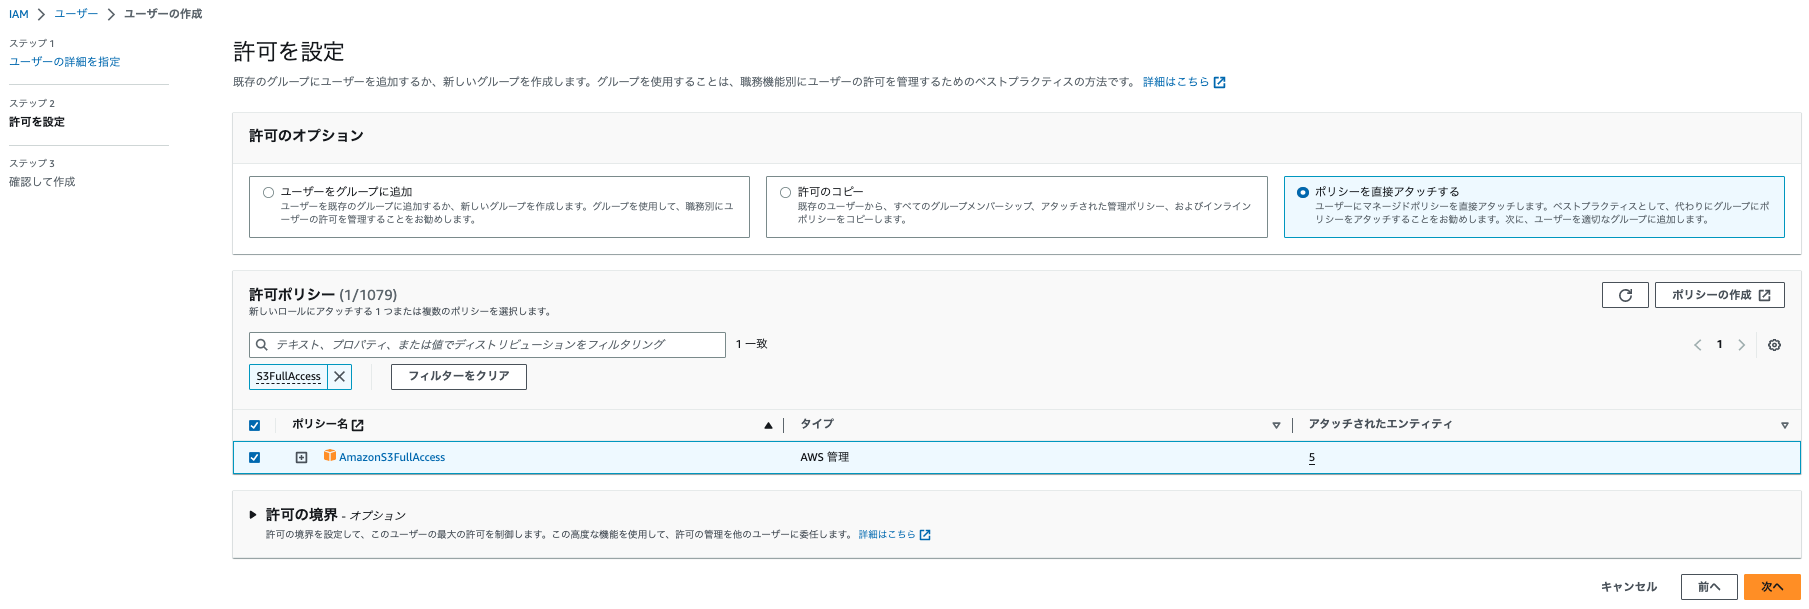 IAM
ユーザー
ユーザーの作成
ステップ 1
ユーザーの詳細を指定
ステップ 2
許可を設定
ステップ 3
確認して作成
許可を設定
既存のグループにユーザーを追加するか、新しいグループを作成します。グループを使用することは、職務機能別にユーザーの許可を管理するためのベストプラクティスの方法です。 詳細はこちら
許可のオプション
ユーザーをグループに追加
ユーザーを既存のグループに追加するか、新しいグループを作成します。グループを使用して、職務別にユ
ーザーの許可を管理することをお勧めします。
許可のコピー
既存のユーザーから、すべてのグループメンバーシップ、アタッチされた管理ポリシー、およびインライン
ポリシーをコピーします。
ポリシーを直接アタッチする
ユーザーにマネージドポリシーを直接アタッチします。ベストプラクティスとして、代わりにグループにポ
リシーをアタッチすることをお勧めします。次に、ユーザーを適切なグループに追加します。
許可ポリシー (1/1079)
新しいロールにアタッチする 1 つまたは複数のポリシーを選択します。
ポリシーの作成
テキスト、プロパティ、または値でディストリビューションをフィルタリング
1 一致
1
S3FullAccess
フィルターをクリア
ポリシー名
タイプ
アタッチされたエンティティ
AmazonS3FullAccess
AWS 管理
5
許可の境界 - オプション
許可の境界を設定して、このユーザーの最大の許可を制御します。この高度な機能を使用して、許可の管理を他のユーザーに委任します。 詳細はこちら
キャンセル
前へ
次へ